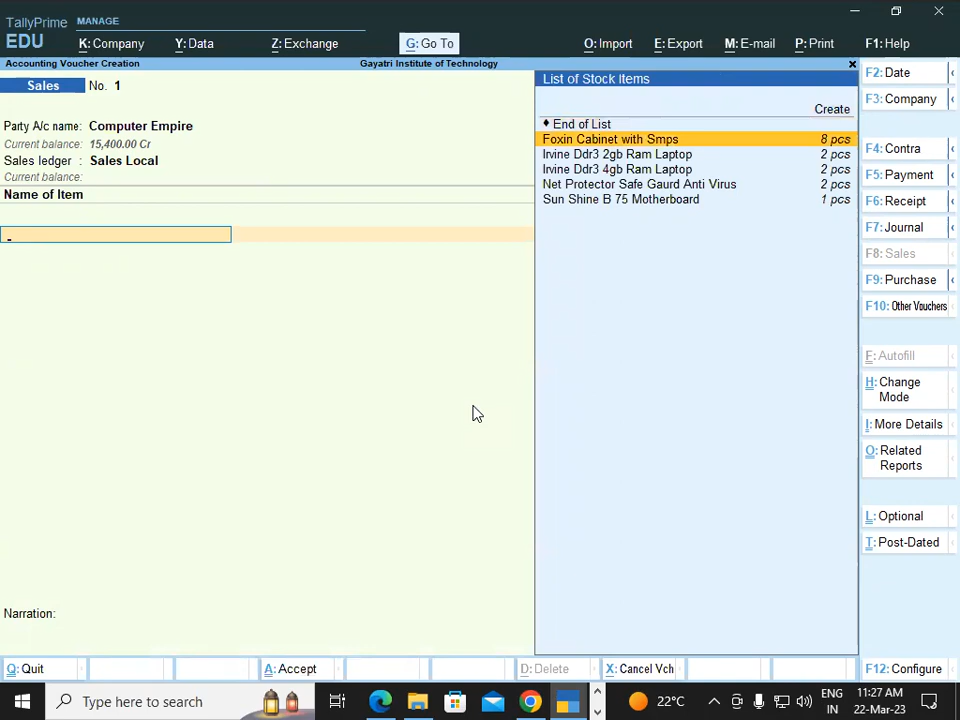 TallyPrime MANAGE
EDU K: Company Y: Data Z: Exchange G: Go To O: Import E: Export M: E-mail P: Print F1: Help
Accounting Voucher Creation Gayatri Institute of Technology
Sales No. 1
Party A/c name: Computer Empire
Current balance: 15,400.00 Cr
Sales ledger : Sales Local
Current balance:
Name of Item
Narration:
List of Stock Items
Create
♦ End of List
Foxin Cabinet with Smps 8 pcs
Irvine Ddr3 2gb Ram Laptop 2 pcs
Irvine Ddr3 4gb Ram Laptop 2 pcs
Net Protector Safe Gaurd Anti Virus 2 pcs
Sun Shine B 75 Motherboard 1 pcs
F2: Date
F3: Company
F4: Contra
F5: Payment
F6: Receipt
F7: Journal
F8: Sales
F9: Purchase
F10: Other Vouchers
F: Autofill
H: Change
Mode
I: More Details
O: Related
Reports
L: Optional
T: Post-Dated
Q: Quit A: Accept D: Delete X: Cancel Vch F12: Configure
Type here to search 22°C ENG 11:27 AM
IN 22-Mar-23